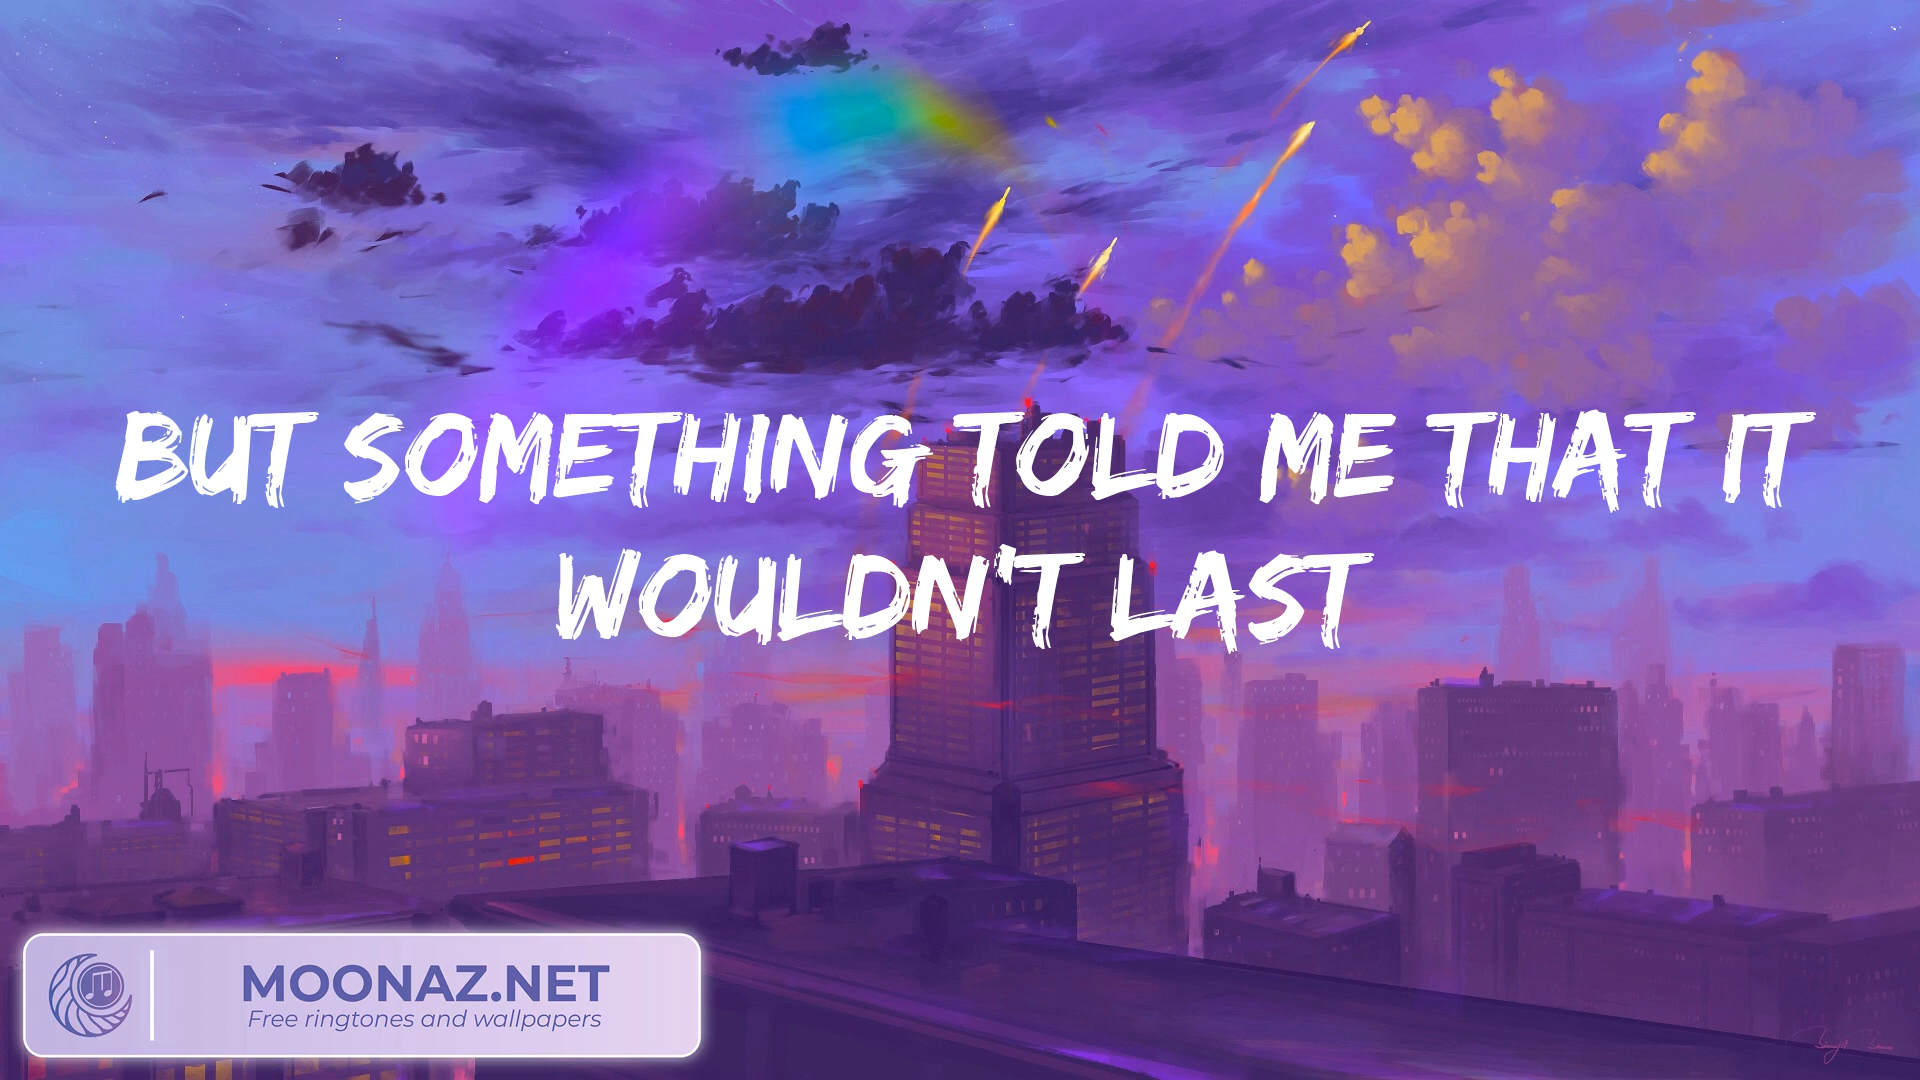 BUT SOMETHING TOLD ME THAT IT
WOULDN'T LAST
MOONAZ.NET
Free ringtones and wallpapers